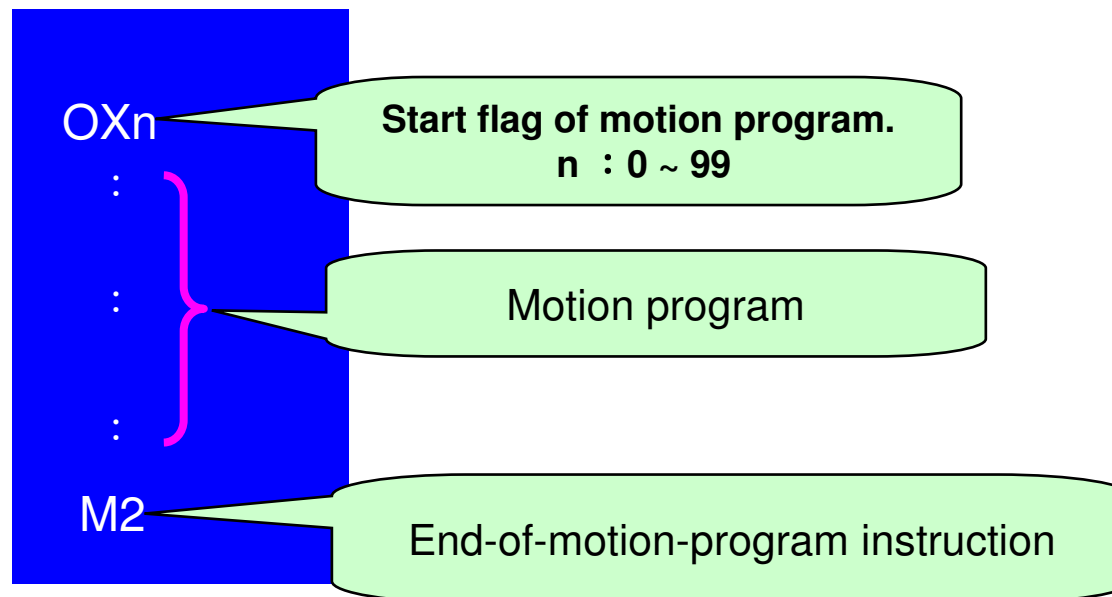 OXn
Start flag of motion program.
n ：0 ~ 99
:
:
Motion program
:
M2
End-of-motion-program instruction